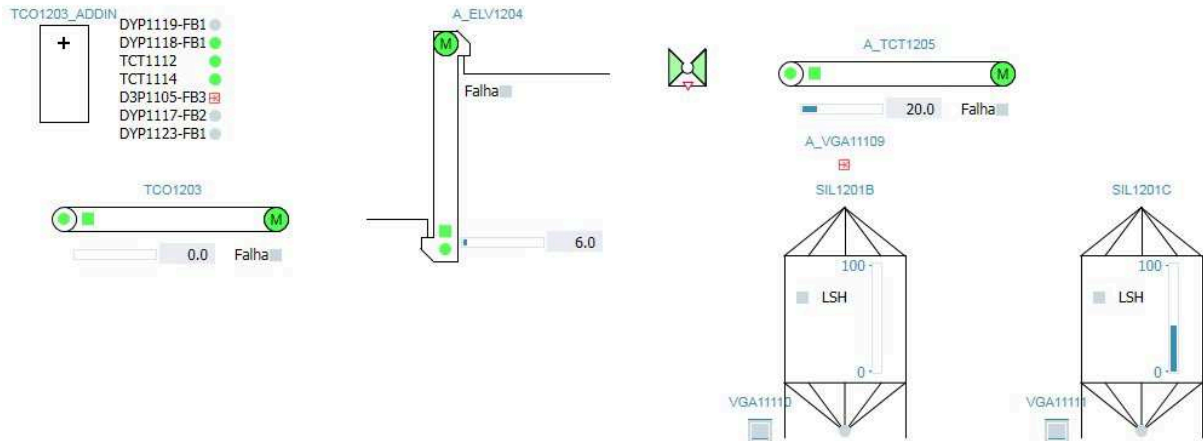 TCO1203_ADDIN
DYP1119-FB1
DYP1118-FB1
TCT1112
TCT1114
D3P1105-FB3
DYP1117-FB2
DYP1123-FB1
A_ELV1204
M
Falha
6.0
A_TCT1205
M
20.0 Falha
A_VGA11109
TCO1203
M
0.0 Falha
SIL1201B
100
LSH
0
VGA11110
SIL1201C
100
LSH
0
VGA11111